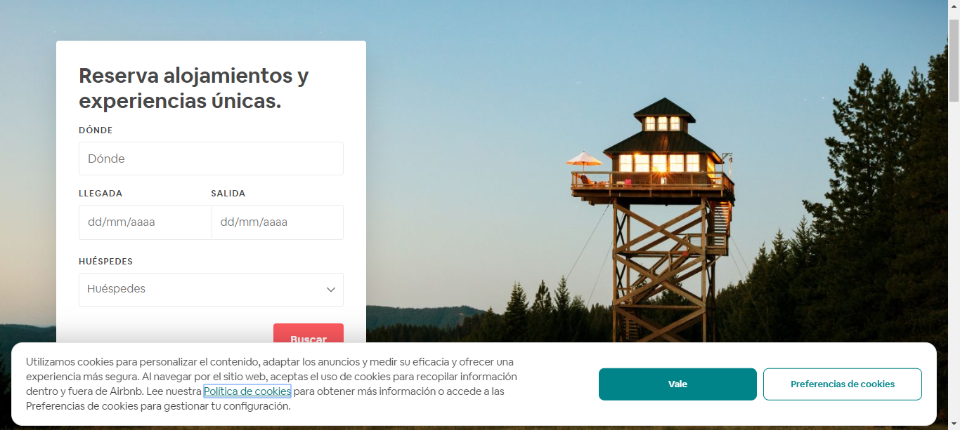 Reserva alojamientos y
experiencias únicas.
DÓNDE
Dónde
LLEGADA SALIDA
dd/mm/aaaa dd/mm/aaaa
HUÉSPEDES
Huéspedes
Buscar
Utilizamos cookies para personalizar el contenido, adaptar los anuncios y medir su eficacia y ofrecer una
experiencia más segura. Al navegar por el sitio web, aceptas el uso de cookies para recopilar información
dentro y fuera de Airbnb. Lee nuestra Política de cookies para obtener más información o accede a las
Preferencias de cookies para gestionar tu configuración.
Vale
Preferencias de cookies